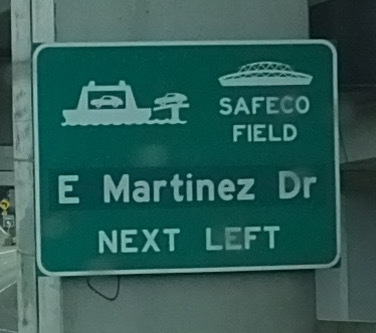 SAFECO
FIELD
E Martinez Dr
NEXT LEFT